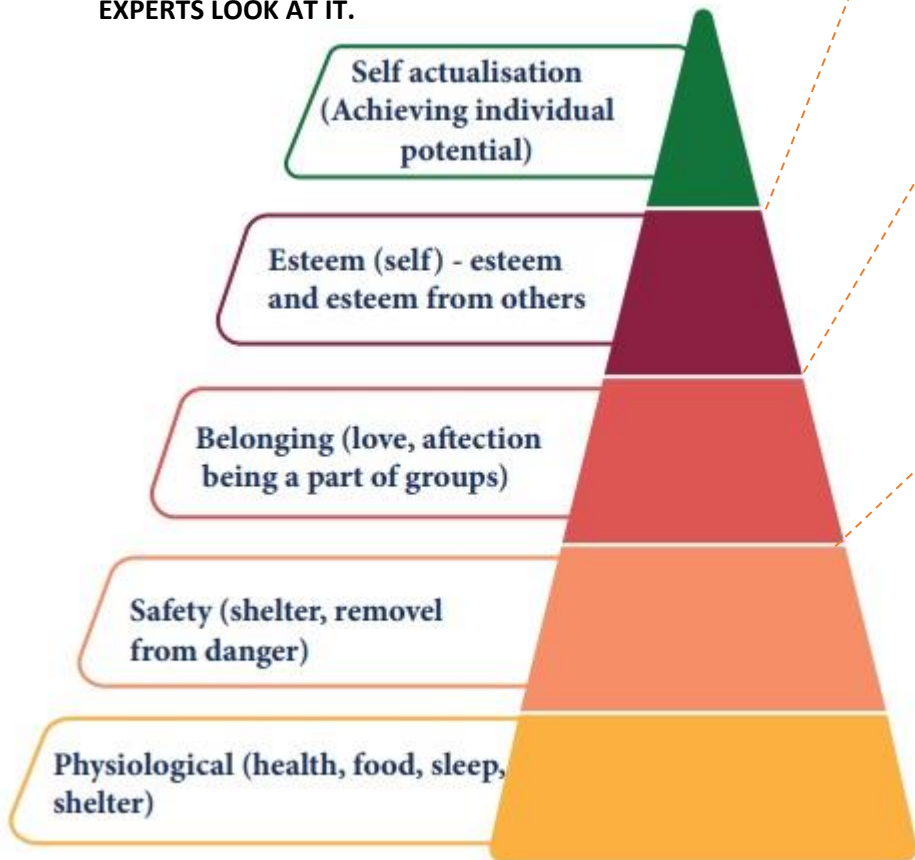 EXPERTS LOOK AT IT.
Self actualisation
(Achieving individual
potential)
Esteem (self) - esteem
and esteem from others
Belonging (love, aftection
being a part of groups)
Safety (shelter, removel
from danger)
Physiological (health, food, sleep,
shelter)